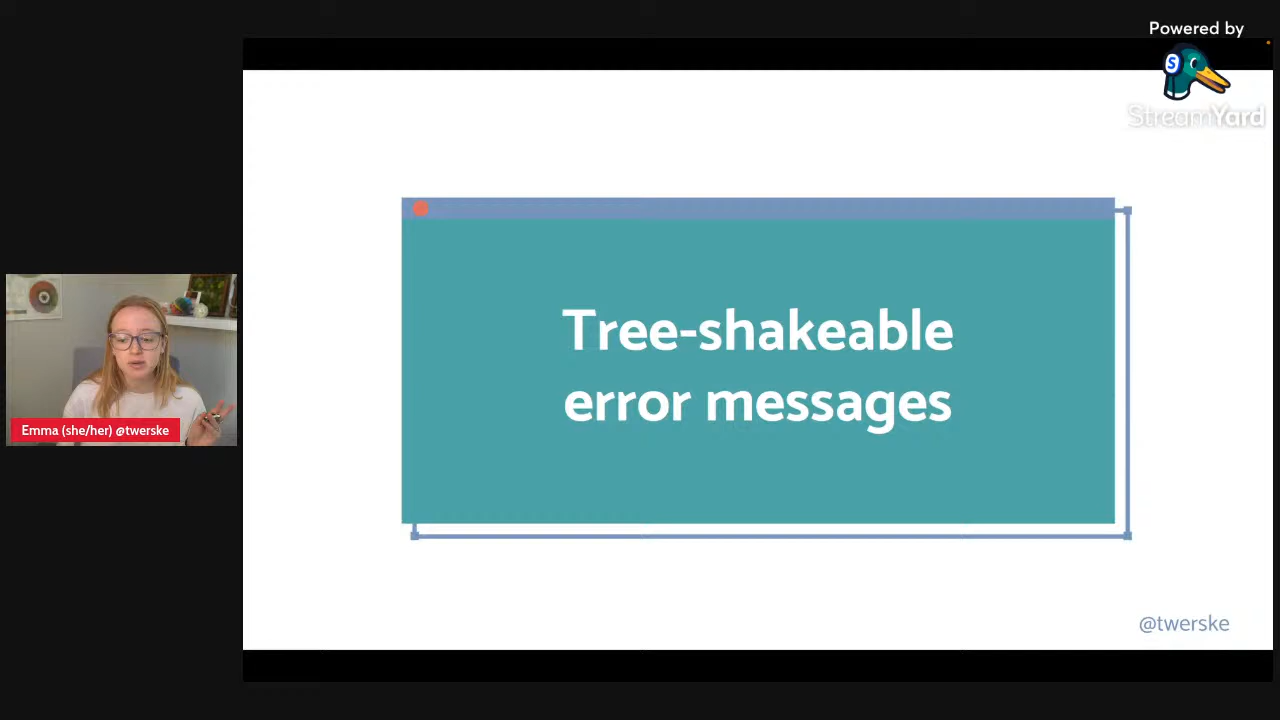 Powered by
S
StreamYard
Tree-shakeable
error messages
Emma (she/her) @twerske
@twerske